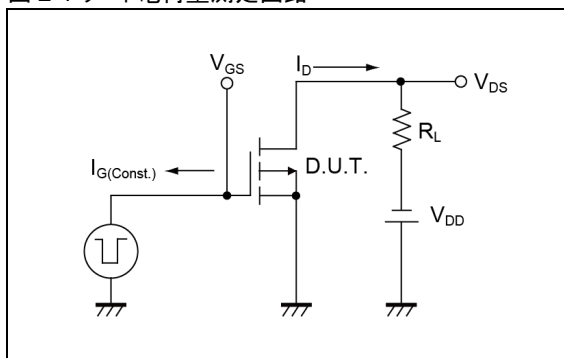 V_GS
I_D
V_DS
R_L
I_G(Const.)
D.U.T.
V_DD